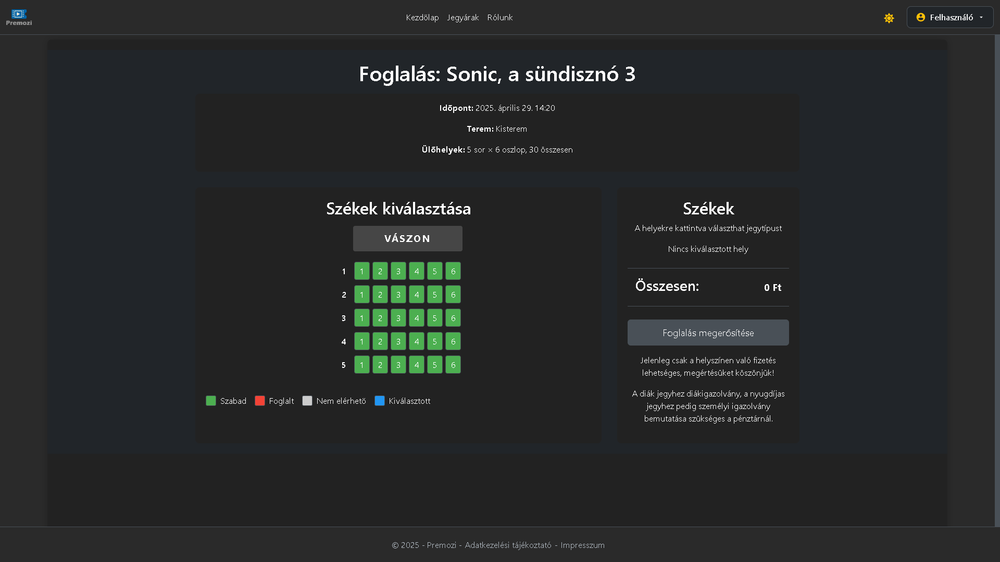 Premozi
Kezdőlap Jegyárak Rólunk
Felhasználó
Foglalás: Sonic, a sündisznó 3
Időpont: 2025. április 29. 14:20
Terem: Kisterem
Ülőhelyek: 5 sor × 6 oszlop, 30 összesen
Székek kiválasztása
VÁSZON
1 1 2 3 4 5 6
2 1 2 3 4 5 6
3 1 2 3 4 5 6
4 1 2 3 4 5 6
5 1 2 3 4 5 6
Szabad Foglalt Nem elérhető Kiválasztott
Székek
A helyekre kattintva választhat jegytípust
Nincs kiválasztott hely
Összesen: 0 Ft
Foglalás megerősítése
Jelenleg csak a helyszínen való fizetés
lehetséges, megértésüket köszönjük!
A diák jegyhez diákigazolvány, a nyugdíjas
jegyhez pedig személyi igazolvány
bemutatása szükséges a pénztárnál.
© 2025 - Premozi - Adatkezelési tájékoztató - Impresszum